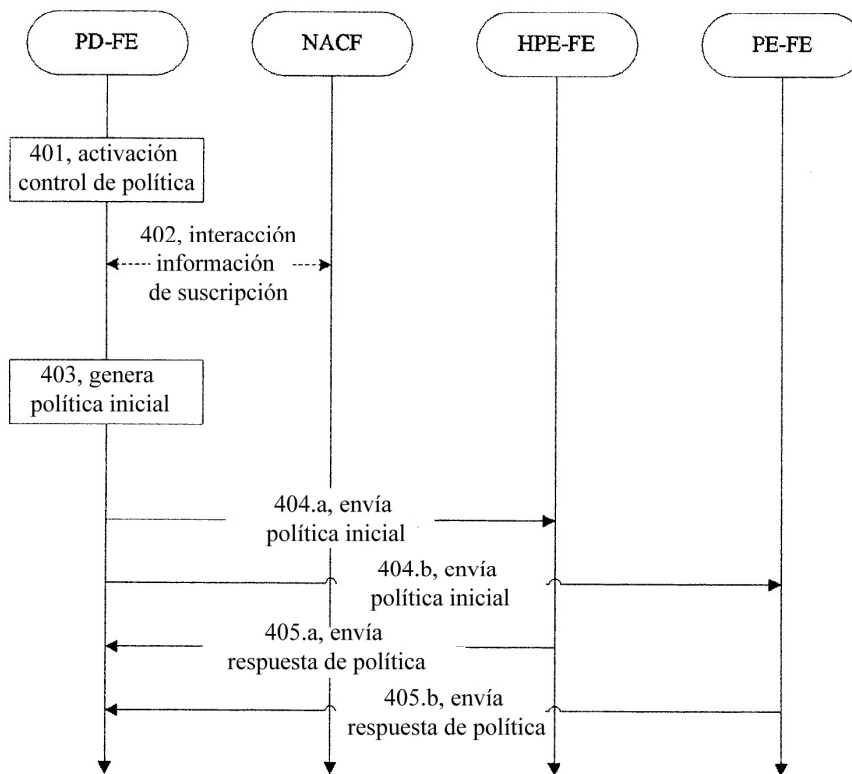 PD-FE
NACF
HPE-FE
PE-FE
401, activación
control de política
402, interacción
información
de suscripción
403, genera
política inicial
404.a, envía
política inicial
404.b, envía
política inicial
405.a, envía
respuesta de política
405.b, envía
respuesta de política